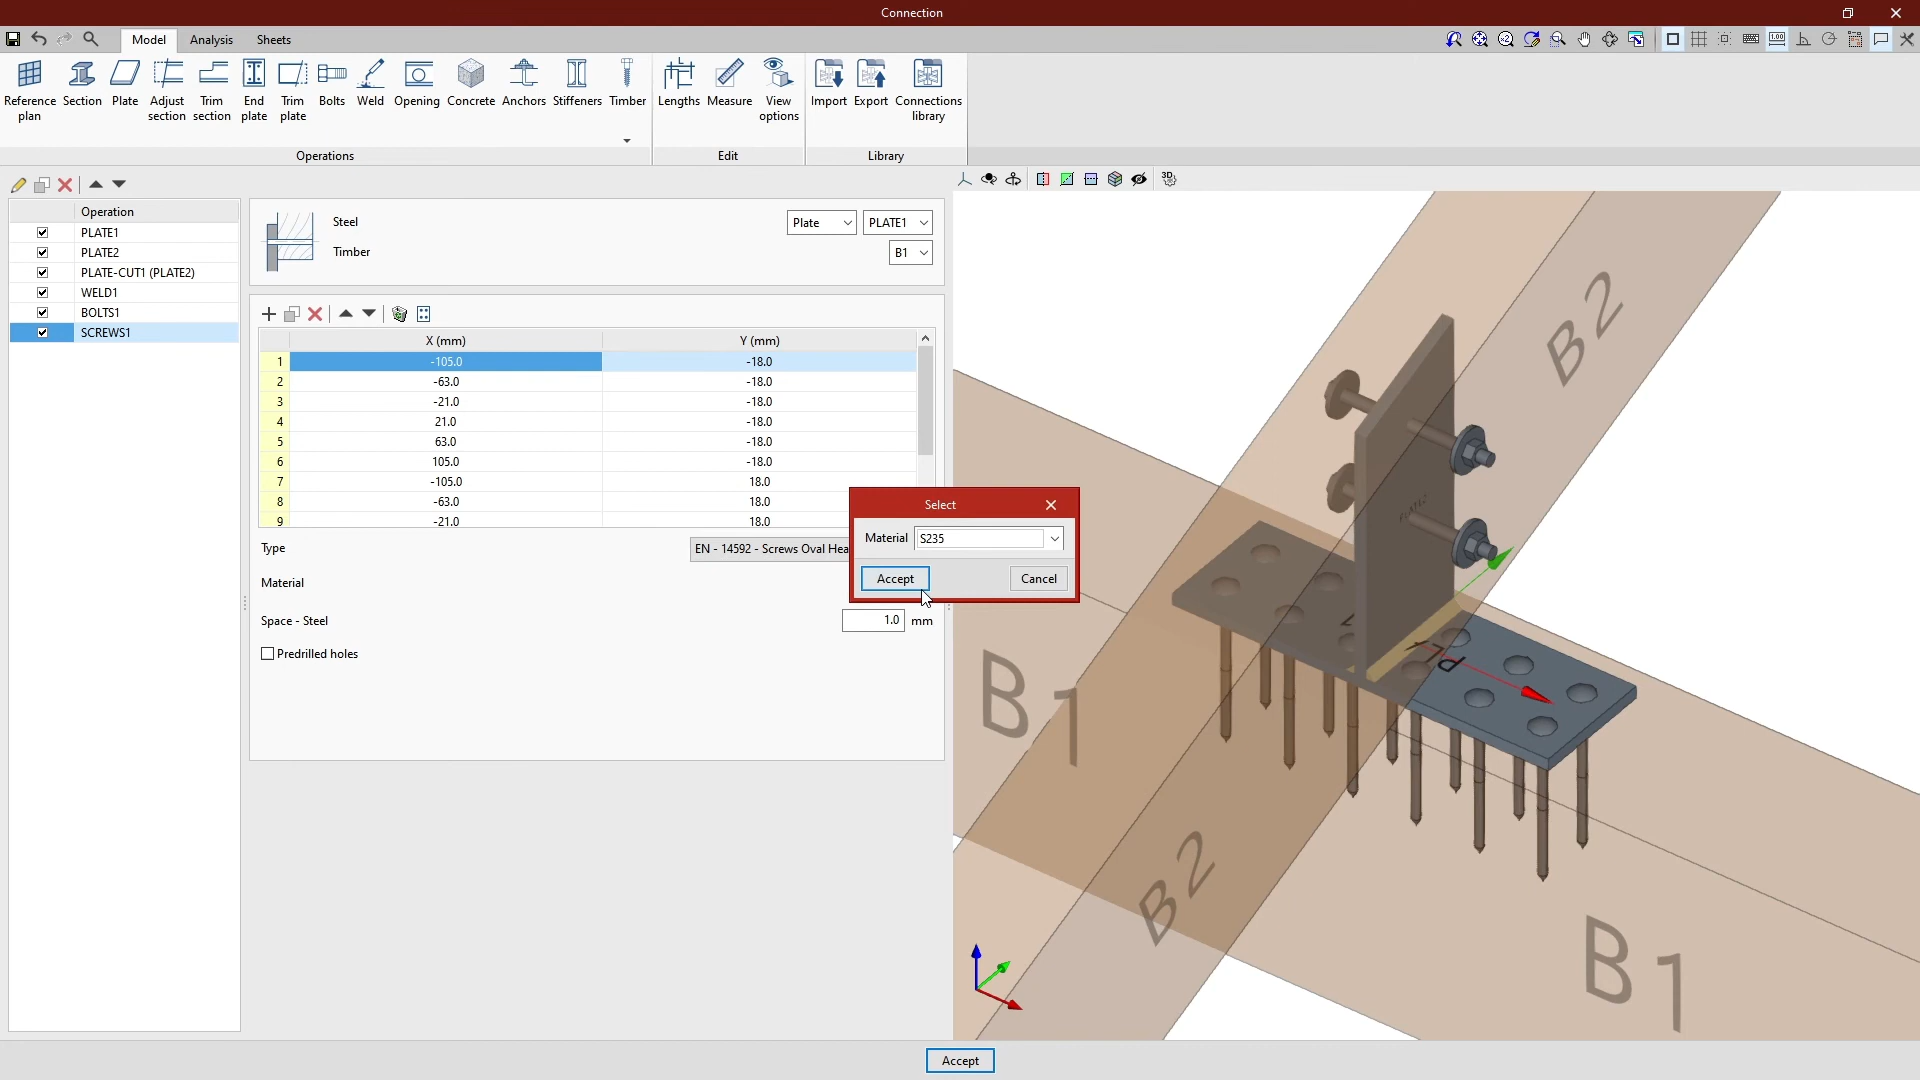 Connection
Model Analysis Sheets
Reference plan
Section
Plate
Adjust section
Trim section
End plate
Trim plate
Bolts
Weld
Opening
Concrete
Anchors
Stiffeners
Timber
Lengths
Measure
View options
Import
Export
Connections library
Operations
Edit
Library
Operation
PLATE1
PLATE2
PLATE-CUT1 (PLATE2)
WELD1
BOLTS1
SCREWS1
Steel Plate PLATE1
Timber B1
X (mm) Y (mm)
1 -105.0 -18.0
2 -63.0 -18.0
3 -21.0 -18.0
4 21.0 -18.0
5 63.0 -18.0
6 105.0 -18.0
7 -105.0 18.0
8 -63.0 18.0
9 -21.0 18.0
Type EN - 14592 - Screws Oval Hea
Material
Space - Steel 1.0 mm
Predrilled holes
Select
Material S235
Accept Cancel
B2
B1
B2
B1
3D
1.00
Accept